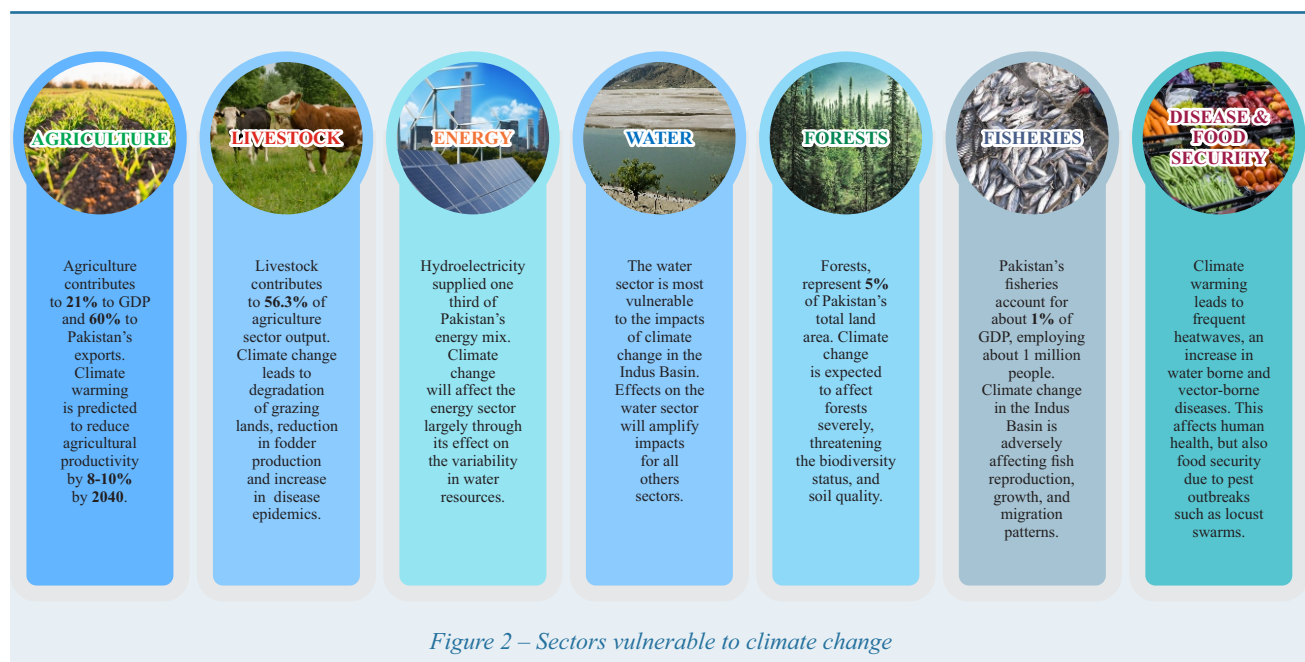 AGRICULTURE
Agriculture
contributes
to 21% to GDP
and 60% to
Pakistan’s
exports.
Climate
warming
is predicted
to reduce
agricultural
productivity
by 8-10%
by 2040.
LIVESTOCK
Livestock
contributes
to 56.3% of
agriculture
sector output.
Climate change
leads to
degradation
of grazing
lands, reduction
in fodder
production
and increase
in disease
epidemics.
ENERGY
Hydroelectricity
supplied one
third of
Pakistan’s
energy mix.
Climate
change
will affect the
energy sector
largely through
its effect on
the variability
in water
resources.
WATER
The water
sector is most
vulnerable
to the impacts
of climate
change in the
Indus Basin.
Effects on the
water sector
will amplify
impacts
for all
others
sectors.
FORESTS
Forests,
represent 5%
of Pakistan’s
total land
area. Climate
change
is expected
to affect
forests
severely,
threatening
the biodiversity
status, and
soil quality.
FISHERIES
Pakistan’s
fisheries
account for
about 1% of
GDP, employing
about 1 million
people.
Climate change
in the Indus
Basin is
adversely
affecting fish
reproduction,
growth, and
migration
patterns.
DISEASE &
FOOD
SECURITY
Climate
warming
leads to
frequent
heatwaves, an
increase in
water borne and
vector-borne
diseases. This
affects human
health, but also
food security
due to pest
outbreaks
such as locust
swarms.
Figure 2 – Sectors vulnerable to climate change